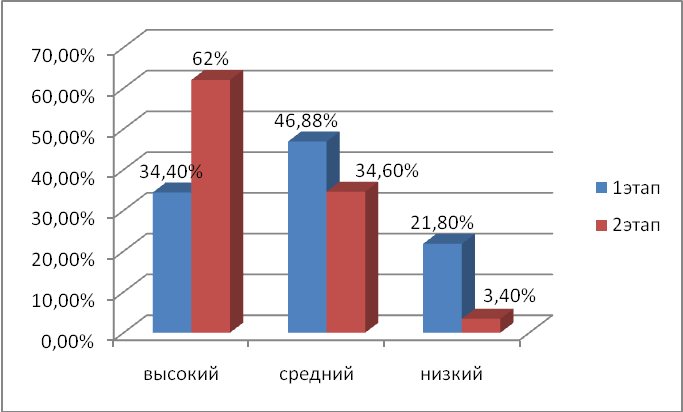 70,00%
60,00%
50,00%
40,00%
30,00%
20,00%
10,00%
0,00%
34,40%
62%
46,88%
34,60%
21,80%
3,40%
высокий
средний
низкий
1этап
2этап